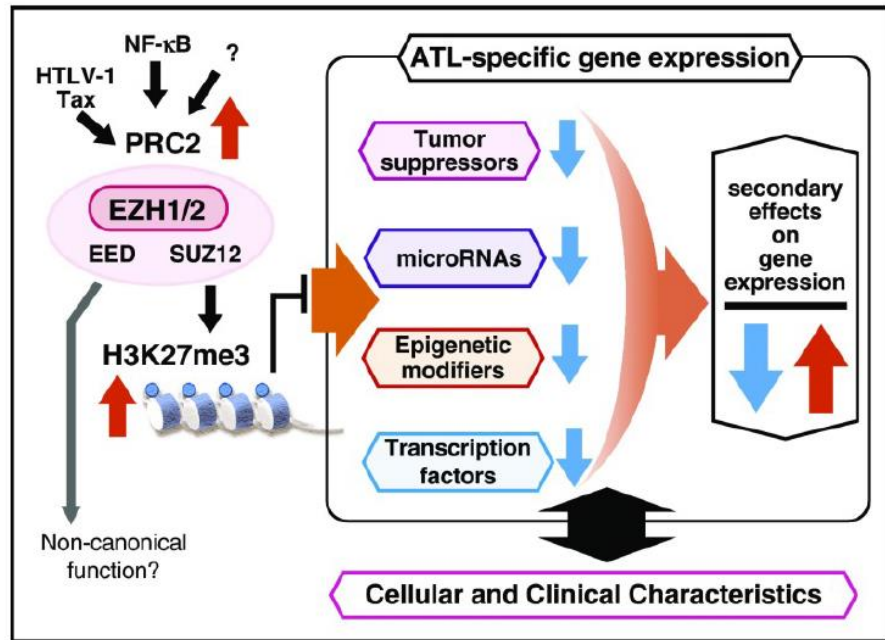 NF-κB
?
HTLV-1
Tax
PRC2
EZH1/2
EED SUZ12
H3K27me3
Non-canonical
function?
ATL-specific gene expression
Tumor
suppressors
microRNAs
Epigenetic
modifiers
Transcription
factors
secondary
effects
on
gene
expression
Cellular and Clinical Characteristics